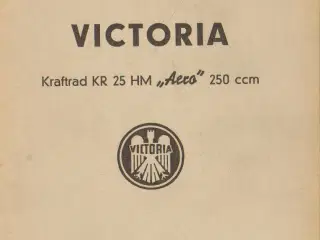 VICTORIA
Kraftrad KR 25 HM „Aero" 250 ccm
VICTORIA